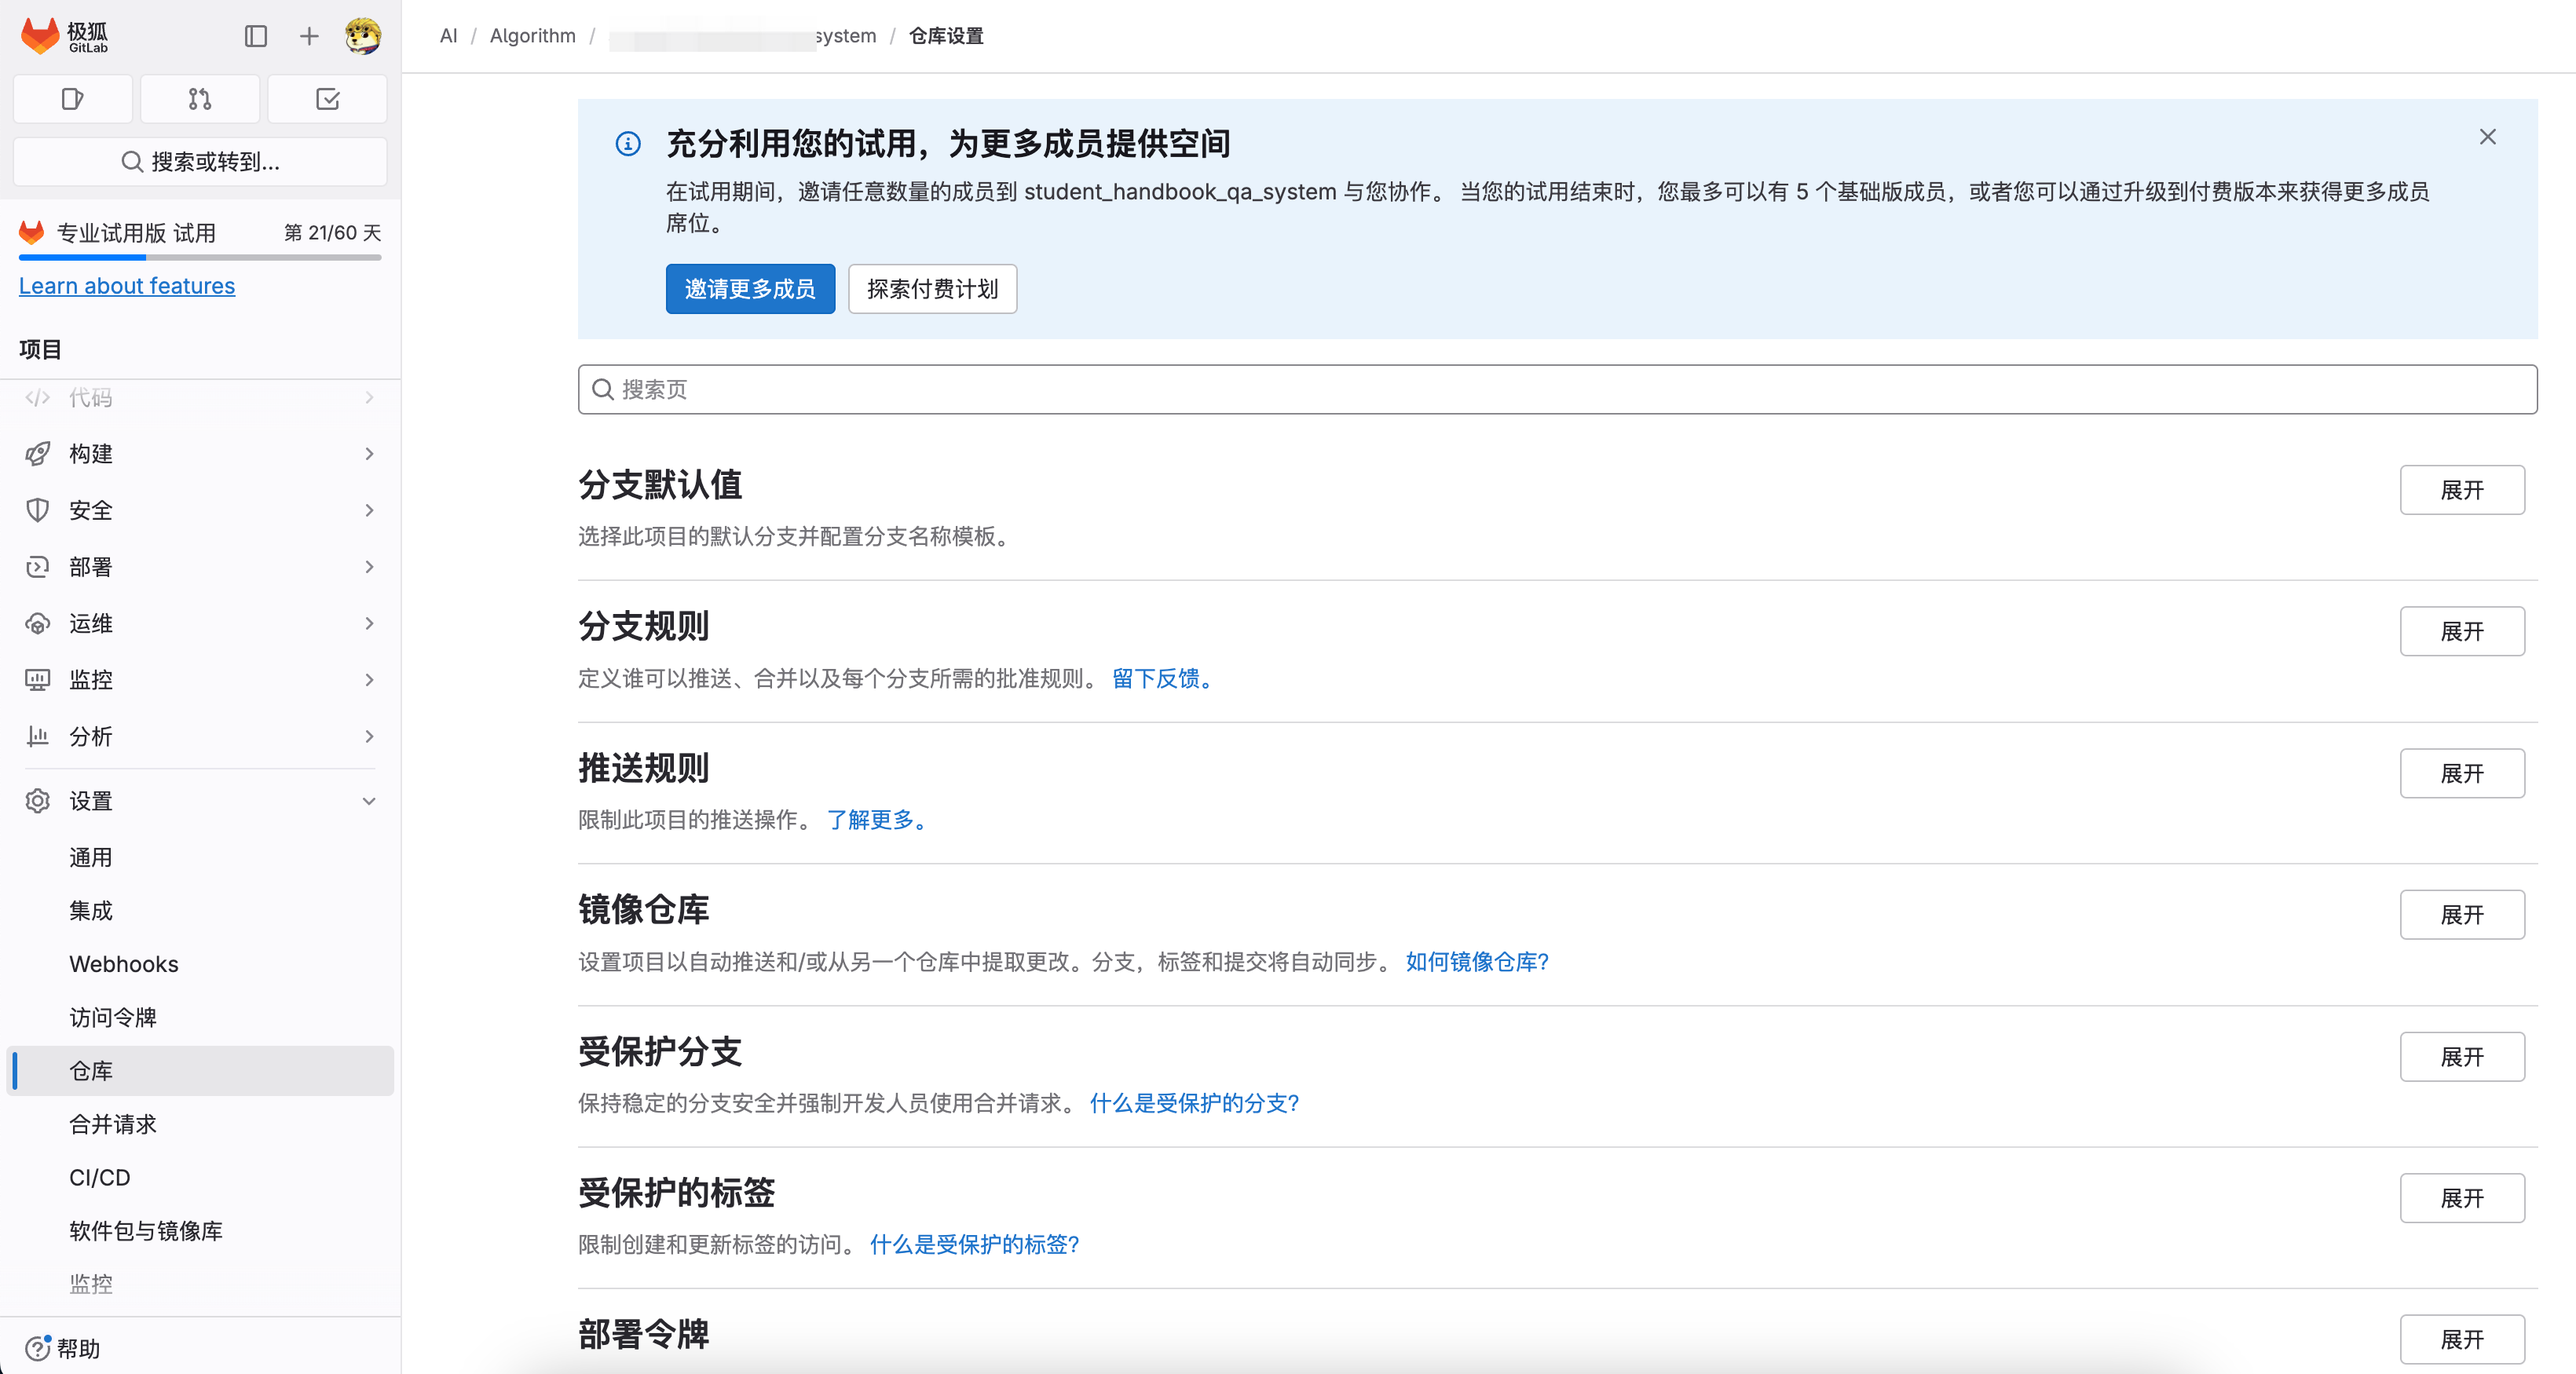 极狐
GitLab
搜索或转到...
专业试用版 试用
第 21/60 天
Learn about features
项目
代码
构建
安全
部署
运维
监控
分析
设置
通用
集成
Webhooks
访问令牌
仓库
合并请求
CI/CD
软件包与镜像库
监控
帮助
AI / Algorithm / system / 仓库设置
充分利用您的试用，为更多成员提供空间
在试用期间，邀请任意数量的成员到 student_handbook_qa_system 与您协作。 当您的试用结束时，您最多可以有 5 个基础版成员，或者您可以通过升级到付费版本来获得更多成员
席位。
邀请更多成员
探索付费计划
搜索页
分支默认值
展开
选择此项目的默认分支并配置分支名称模板。
分支规则
展开
定义谁可以推送、合并以及每个分支所需的批准规则。 留下反馈。
推送规则
展开
限制此项目的推送操作。 了解更多。
镜像仓库
展开
设置项目以自动推送和/或从另一个仓库中提取更改。分支，标签和提交将自动同步。 如何镜像仓库?
受保护分支
展开
保持稳定的分支安全并强制开发人员使用合并请求。 什么是受保护的分支?
受保护的标签
展开
限制创建和更新标签的访问。 什么是受保护的标签?
部署令牌
展开